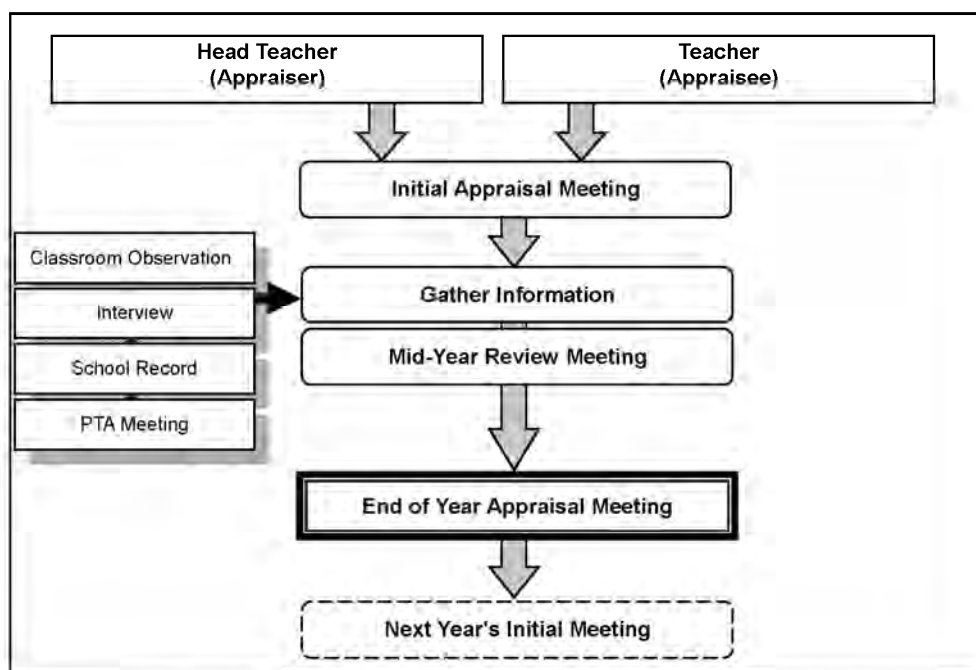 Head Teacher
(Appraiser)
Teacher
(Appraisee)
Initial Appraisal Meeting
Classroom Observation
Interview
School Record
PTA Meeting
Gather Information
Mid-Year Review Meeting
End of Year Appraisal Meeting
Next Year's Initial Meeting